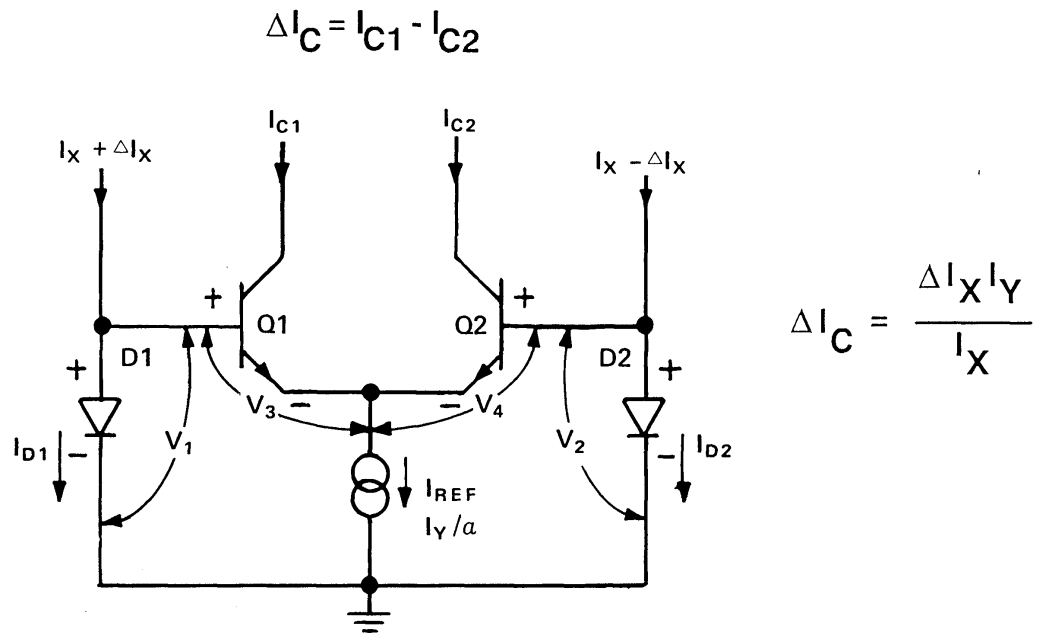 ΔI_C = I_C1 - I_C2
I_C1
I_C2
I_X + ΔI_X
I_X - ΔI_X
+
Q1
Q2
+
ΔI_C = ΔI_X I_Y / I_X
D1
D2
+
+
-
-
V_3
V_4
I_D1
-
V_1
V_2
-
I_D2
I_REF
I_Y/a